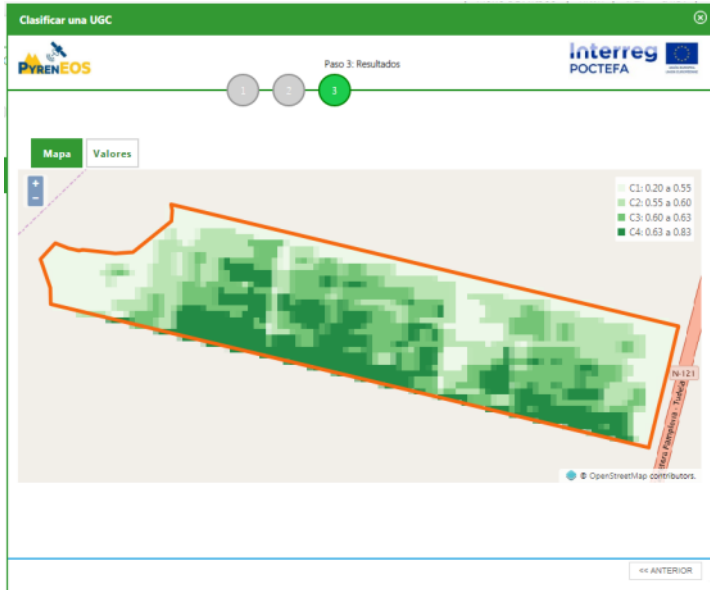 Clasificar una UGC
PYRENEOS
Paso 3: Resultados
Interreg
POCTEFA
1
2
3
Mapa
Valores
+
−
C1: 0.20 a 0.55
C2: 0.55 a 0.60
C3: 0.60 a 0.63
C4: 0.63 a 0.83
N-121
Pamplona - Tudela
© OpenStreetMap contributors.
<< ANTERIOR